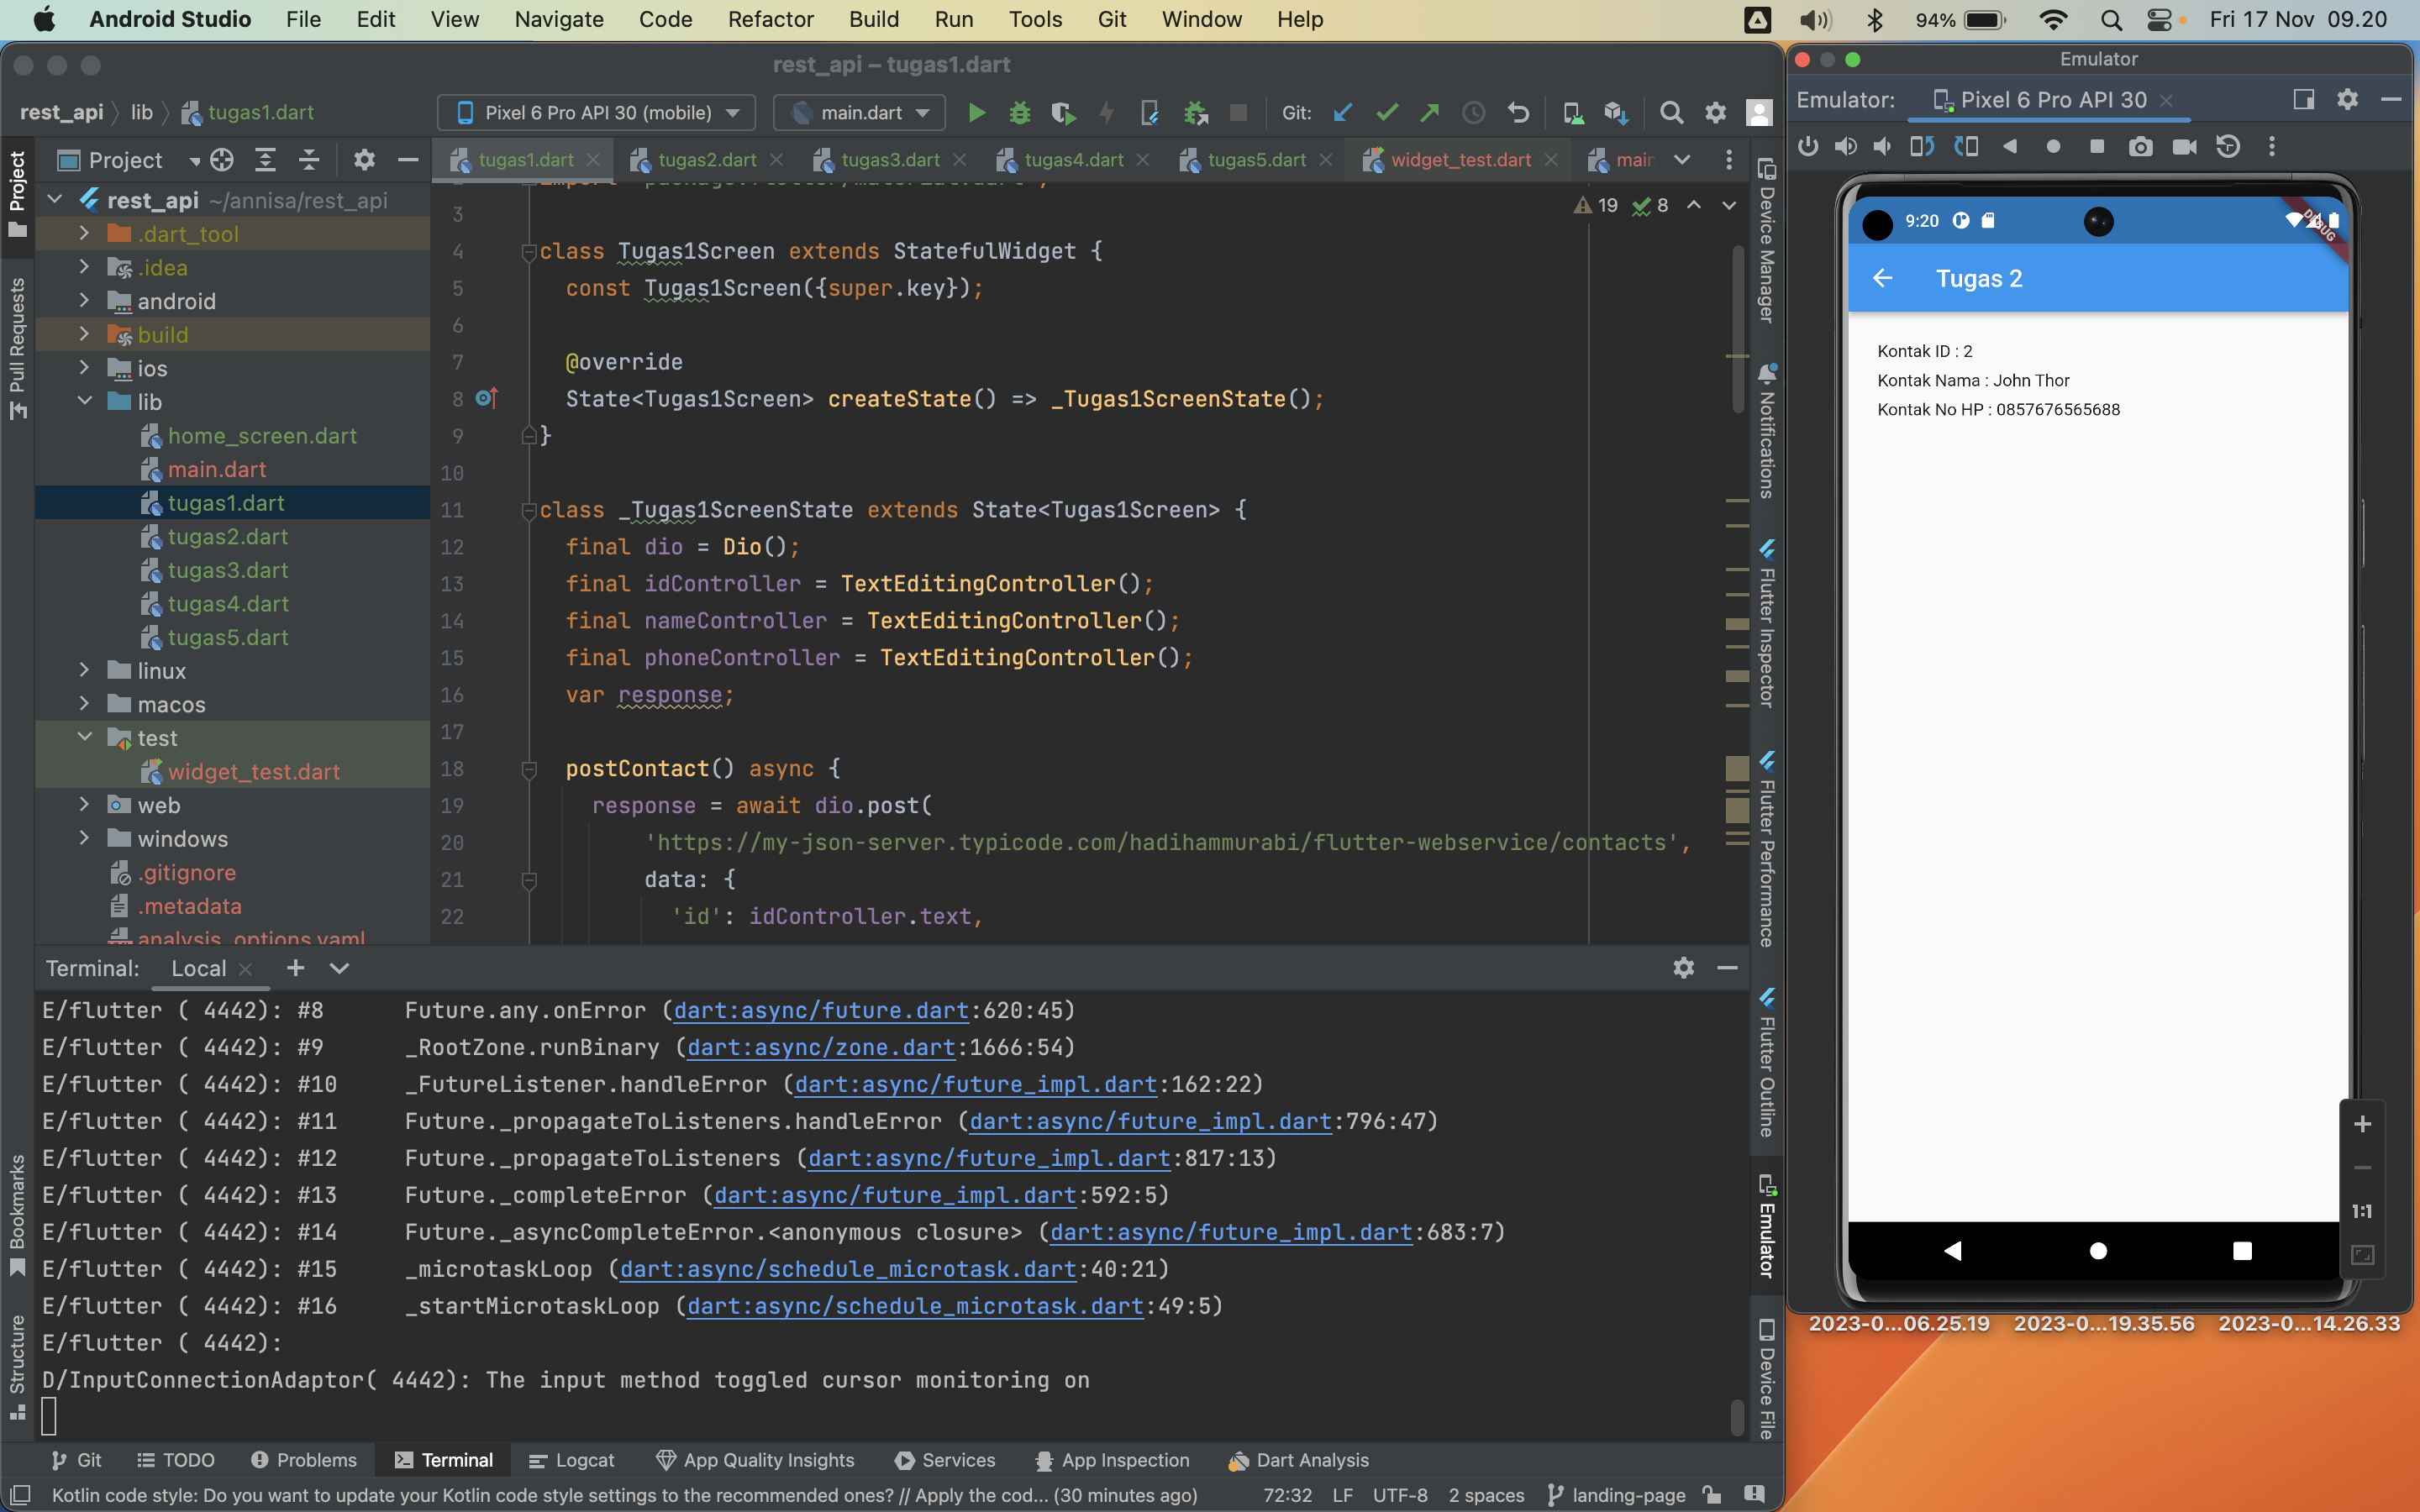 Android Studio File Edit View Navigate Code Refactor Build Run Tools Git Window Help 94% Fri 17 Nov 09.20
rest_api – tugas1.dart
rest_api lib tugas1.dart Pixel 6 Pro API 30 (mobile) main.dart Git:
Project tugas1.dart tugas2.dart tugas3.dart tugas4.dart tugas5.dart widget_test.dart main
19 8
Project
Pull Requests
Bookmarks
Structure
rest_api ~/annisa/rest_api
.dart_tool
.idea
android
build
ios
lib
home_screen.dart
main.dart
tugas1.dart
tugas2.dart
tugas3.dart
tugas4.dart
tugas5.dart
linux
macos
test
widget_test.dart
web
windows
.gitignore
.metadata
analysis_options.yaml
3
4 class Tugas1Screen extends StatefulWidget {
5 const Tugas1Screen({super.key});
6
7 @override
8 State<Tugas1Screen> createState() => _Tugas1ScreenState();
9 }
10
11 class _Tugas1ScreenState extends State<Tugas1Screen> {
12 final dio = Dio();
13 final idController = TextEditingController();
14 final nameController = TextEditingController();
15 final phoneController = TextEditingController();
16 var response;
17
18 postContact() async {
19 response = await dio.post(
20 'https://my-json-server.typicode.com/hadihammurabi/flutter-webservice/contacts',
21 data: {
22 'id': idController.text,
Device Manager
Notifications
Flutter Inspector
Flutter Performance
Flutter Outline
Emulator
Device File
Terminal: Local
E/flutter ( 4442): #8 Future.any.onError (dart:async/future.dart:620:45)
E/flutter ( 4442): #9 _RootZone.runBinary (dart:async/zone.dart:1666:54)
E/flutter ( 4442): #10 _FutureListener.handleError (dart:async/future_impl.dart:162:22)
E/flutter ( 4442): #11 Future._propagateToListeners.handleError (dart:async/future_impl.dart:796:47)
E/flutter ( 4442): #12 Future._propagateToListeners (dart:async/future_impl.dart:817:13)
E/flutter ( 4442): #13 Future._completeError (dart:async/future_impl.dart:592:5)
E/flutter ( 4442): #14 Future._asyncCompleteError.<anonymous closure> (dart:async/future_impl.dart:683:7)
E/flutter ( 4442): #15 _microtaskLoop (dart:async/schedule_microtask.dart:40:21)
E/flutter ( 4442): #16 _startMicrotaskLoop (dart:async/schedule_microtask.dart:49:5)
E/flutter ( 4442):
D/InputConnectionAdaptor( 4442): The input method toggled cursor monitoring on
Git TODO Problems Terminal Logcat App Quality Insights Services App Inspection Dart Analysis
Kotlin code style: Do you want to update your Kotlin code style settings to the recommended ones? // Apply the cod... (30 minutes ago) 72:32 LF UTF-8 2 spaces landing-page
Emulator
Emulator: Pixel 6 Pro API 30
9:20
DEBUG
Tugas 2
Kontak ID : 2
Kontak Nama : John Thor
Kontak No HP : 0857676565688
1:1
2023-0...06.25.19 2023-0...19.35.56 2023-0...14.26.33